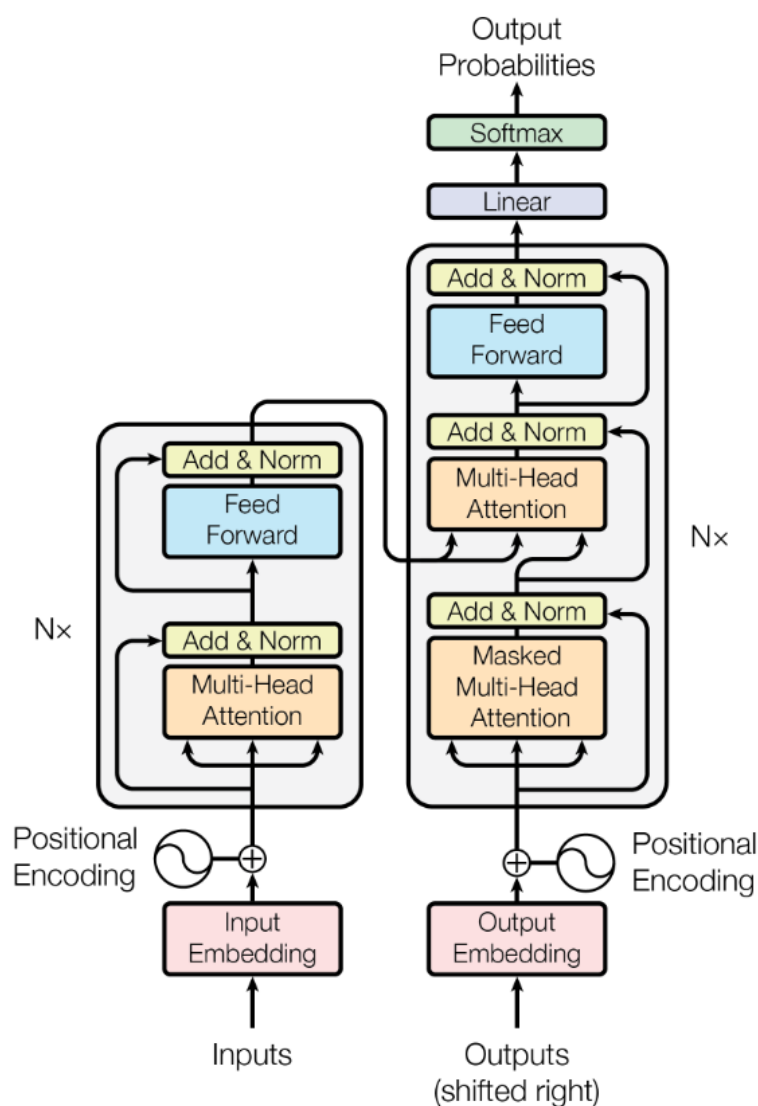 Output
Probabilities
Softmax
Linear
Add & Norm
Feed
Forward
Add & Norm
Multi-Head
Attention
Add & Norm
Masked
Multi-Head
Attention
N×
Positional
Encoding
Output
Embedding
Outputs
(shifted right)
Add & Norm
Feed
Forward
Add & Norm
Multi-Head
Attention
N×
Positional
Encoding
Input
Embedding
Inputs